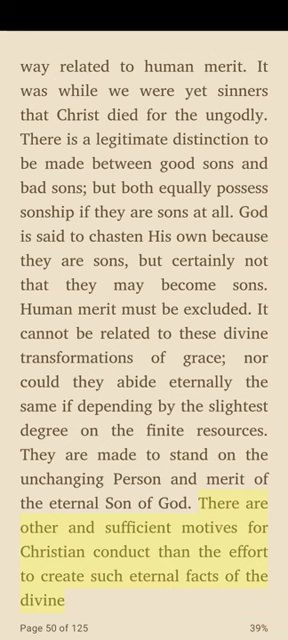 way related to human merit. It
was while we were yet sinners
that Christ died for the ungodly.
There is a legitimate distinction to
be made between good sons and
bad sons; but both equally possess
sonship if they are sons at all. God
is said to chasten His own because
they are sons, but certainly not
that they may become sons.
Human merit must be excluded. It
cannot be related to these divine
transformations of grace; nor
could they abide eternally the
same if depending by the slightest
degree on the finite resources.
They are made to stand on the
unchanging Person and merit of
the eternal Son of God. There are
other and sufficient motives for
Christian conduct than the effort
to create such eternal facts of the
divine
Page 50 of 125 39%